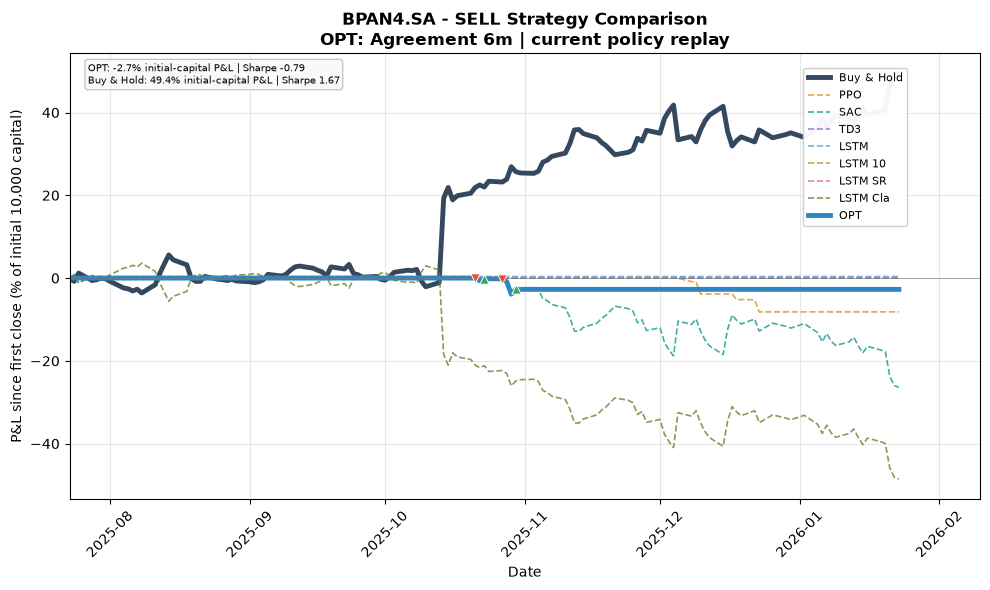 BPAN4.SA - SELL Strategy Comparison
OPT: Agreement 6m | current policy replay
OPT: -2.7% initial-capital P&L | Sharpe -0.79
Buy & Hold: 49.4% initial-capital P&L | Sharpe 1.67
Buy & Hold
PPO
SAC
TD3
LSTM
LSTM 10
LSTM SR
LSTM Cla
OPT
P&L since first close (% of initial 10,000 capital)
40
20
0
−20
−40
2025-08
2025-09
2025-10
2025-11
2025-12
2026-01
2026-02
Date